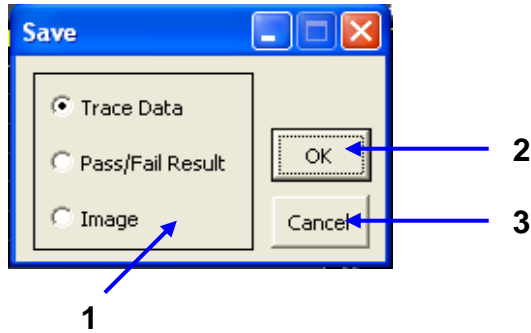 Save
Trace Data
Pass/Fail Result
Image
OK
Cancel
1
2
3